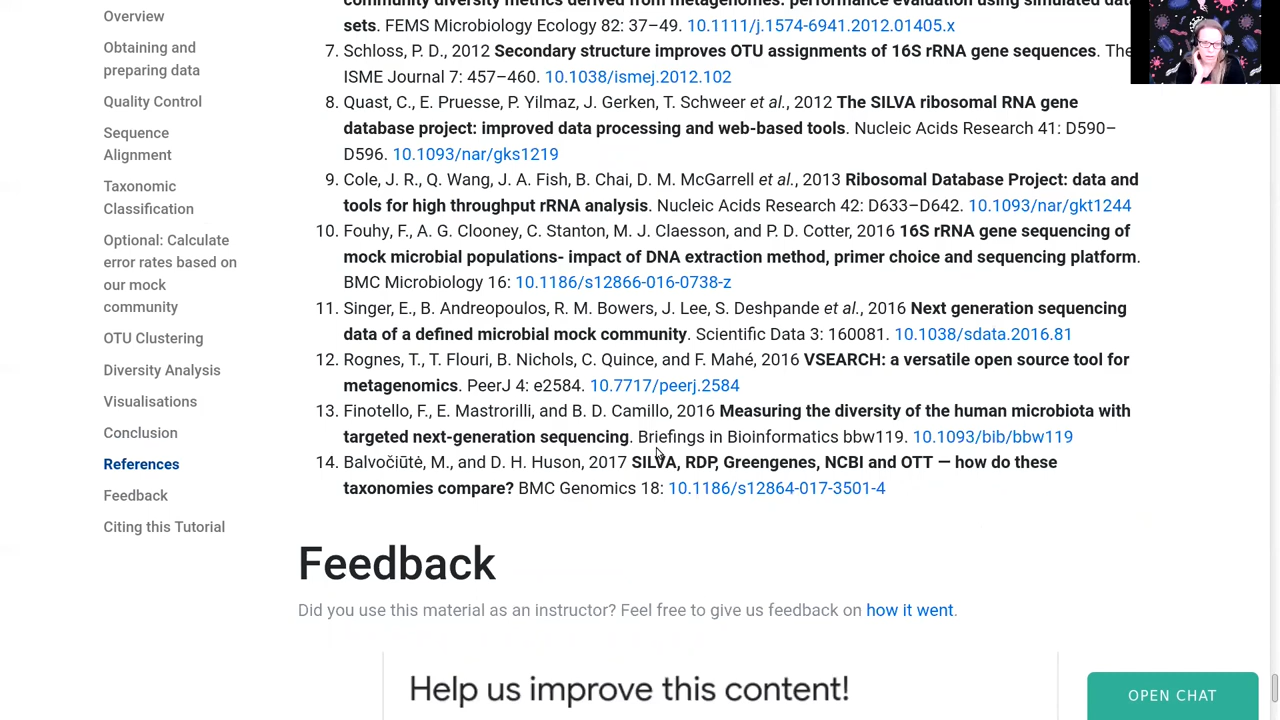 Overview
Obtaining and
preparing data
Quality Control
Sequence
Alignment
Taxonomic
Classification
Optional: Calculate
error rates based on
our mock
community
OTU Clustering
Diversity Analysis
Visualisations
Conclusion
References
Feedback
Citing this Tutorial
community diversity metrics derived from metagenomes: performance evaluation using simulated data
sets. FEMS Microbiology Ecology 82: 37–49. 10.1111/j.1574-6941.2012.01405.x
7. Schloss, P. D., 2012 Secondary structure improves OTU assignments of 16S rRNA gene sequences. The
ISME Journal 7: 457–460. 10.1038/ismej.2012.102
8. Quast, C., E. Pruesse, P. Yilmaz, J. Gerken, T. Schweer et al., 2012 The SILVA ribosomal RNA gene
database project: improved data processing and web-based tools. Nucleic Acids Research 41: D590–
D596. 10.1093/nar/gks1219
9. Cole, J. R., Q. Wang, J. A. Fish, B. Chai, D. M. McGarrell et al., 2013 Ribosomal Database Project: data and
tools for high throughput rRNA analysis. Nucleic Acids Research 42: D633–D642. 10.1093/nar/gkt1244
10. Fouhy, F., A. G. Clooney, C. Stanton, M. J. Claesson, and P. D. Cotter, 2016 16S rRNA gene sequencing of
mock microbial populations- impact of DNA extraction method, primer choice and sequencing platform.
BMC Microbiology 16: 10.1186/s12866-016-0738-z
11. Singer, E., B. Andreopoulos, R. M. Bowers, J. Lee, S. Deshpande et al., 2016 Next generation sequencing
data of a defined microbial mock community. Scientific Data 3: 160081. 10.1038/sdata.2016.81
12. Rognes, T., T. Flouri, B. Nichols, C. Quince, and F. Mahé, 2016 VSEARCH: a versatile open source tool for
metagenomics. PeerJ 4: e2584. 10.7717/peerj.2584
13. Finotello, F., E. Mastrorilli, and B. D. Camillo, 2016 Measuring the diversity of the human microbiota with
targeted next-generation sequencing. Briefings in Bioinformatics bbw119. 10.1093/bib/bbw119
14. Balvočiūtė, M., and D. H. Huson, 2017 SILVA, RDP, Greengenes, NCBI and OTT — how do these
taxonomies compare? BMC Genomics 18: 10.1186/s12864-017-3501-4
Feedback
Did you use this material as an instructor? Feel free to give us feedback on how it went.
Help us improve this content!
OPEN CHAT